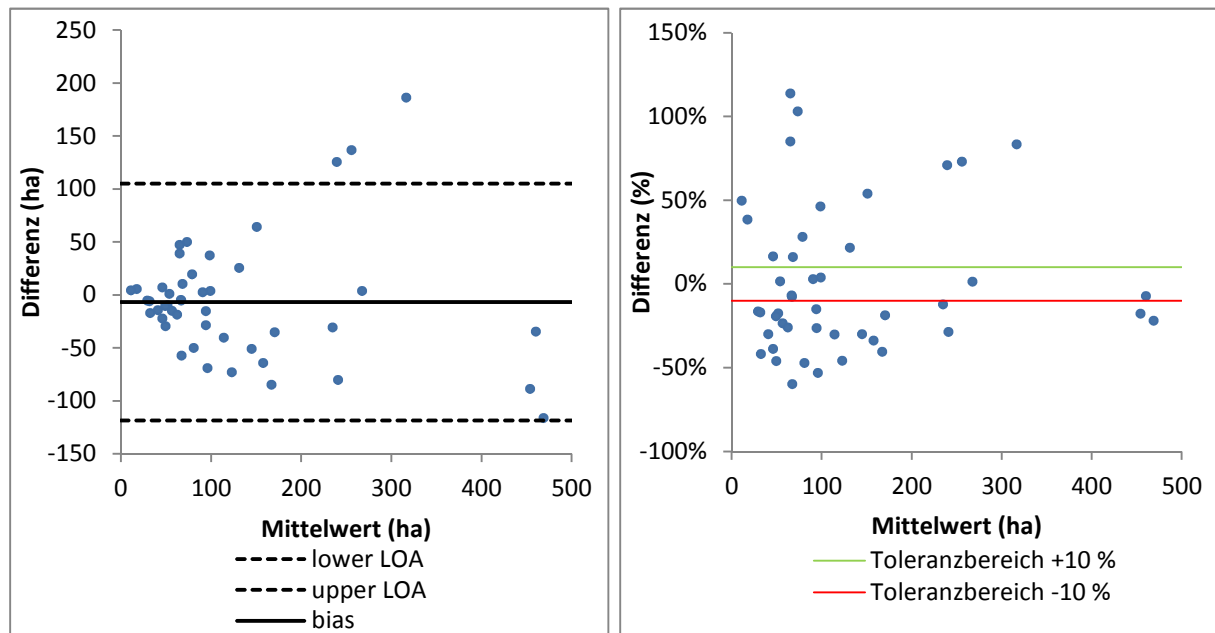 250
200
150
100
50
0
-50
-100
-150
Differenz (ha)
0 100 200 300 400 500
Mittelwert (ha)
lower LOA
upper LOA
bias
150%
100%
50%
0%
-50%
-100%
Differenz (%)
0 100 200 300 400 500
Mittelwert (ha)
Toleranzbereich +10 %
Toleranzbereich -10 %